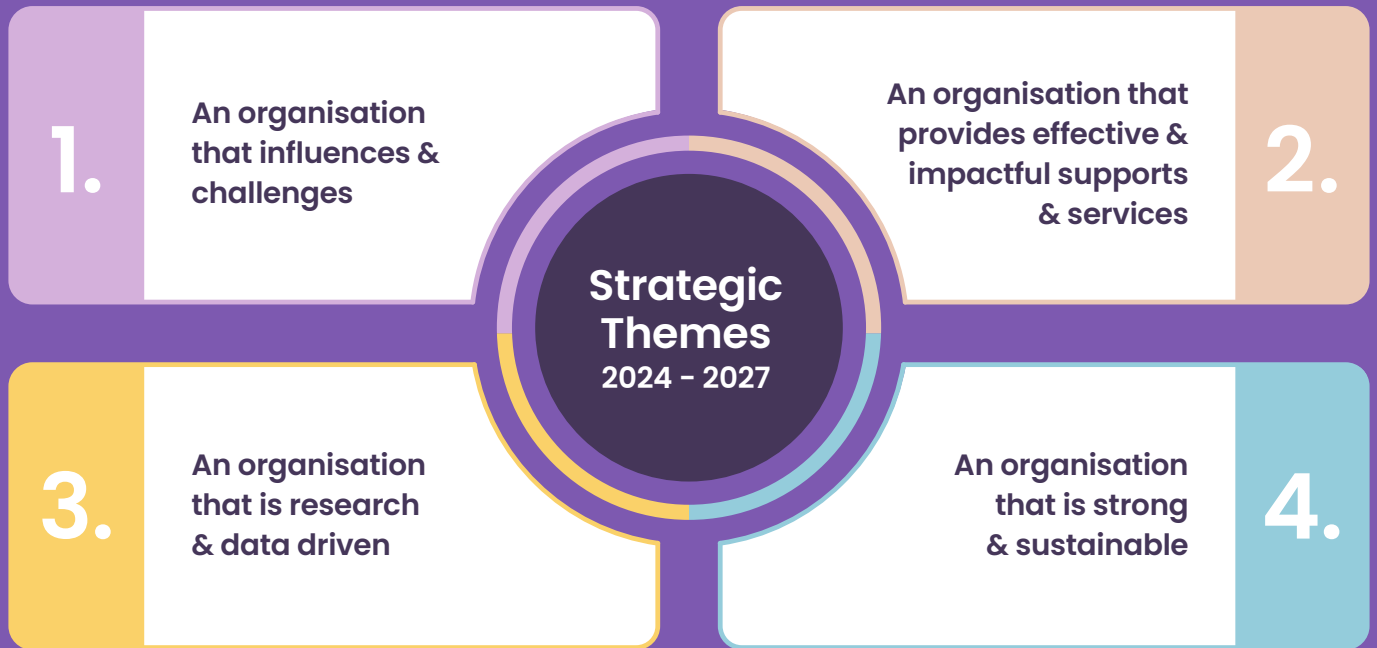 1.
An organisation
that influences &
challenges
An organisation that
provides effective &
impactful supports
& services
2.
Strategic
Themes
2024 - 2027
3.
An organisation
that is research
& data driven
An organisation
that is strong
& sustainable
4.